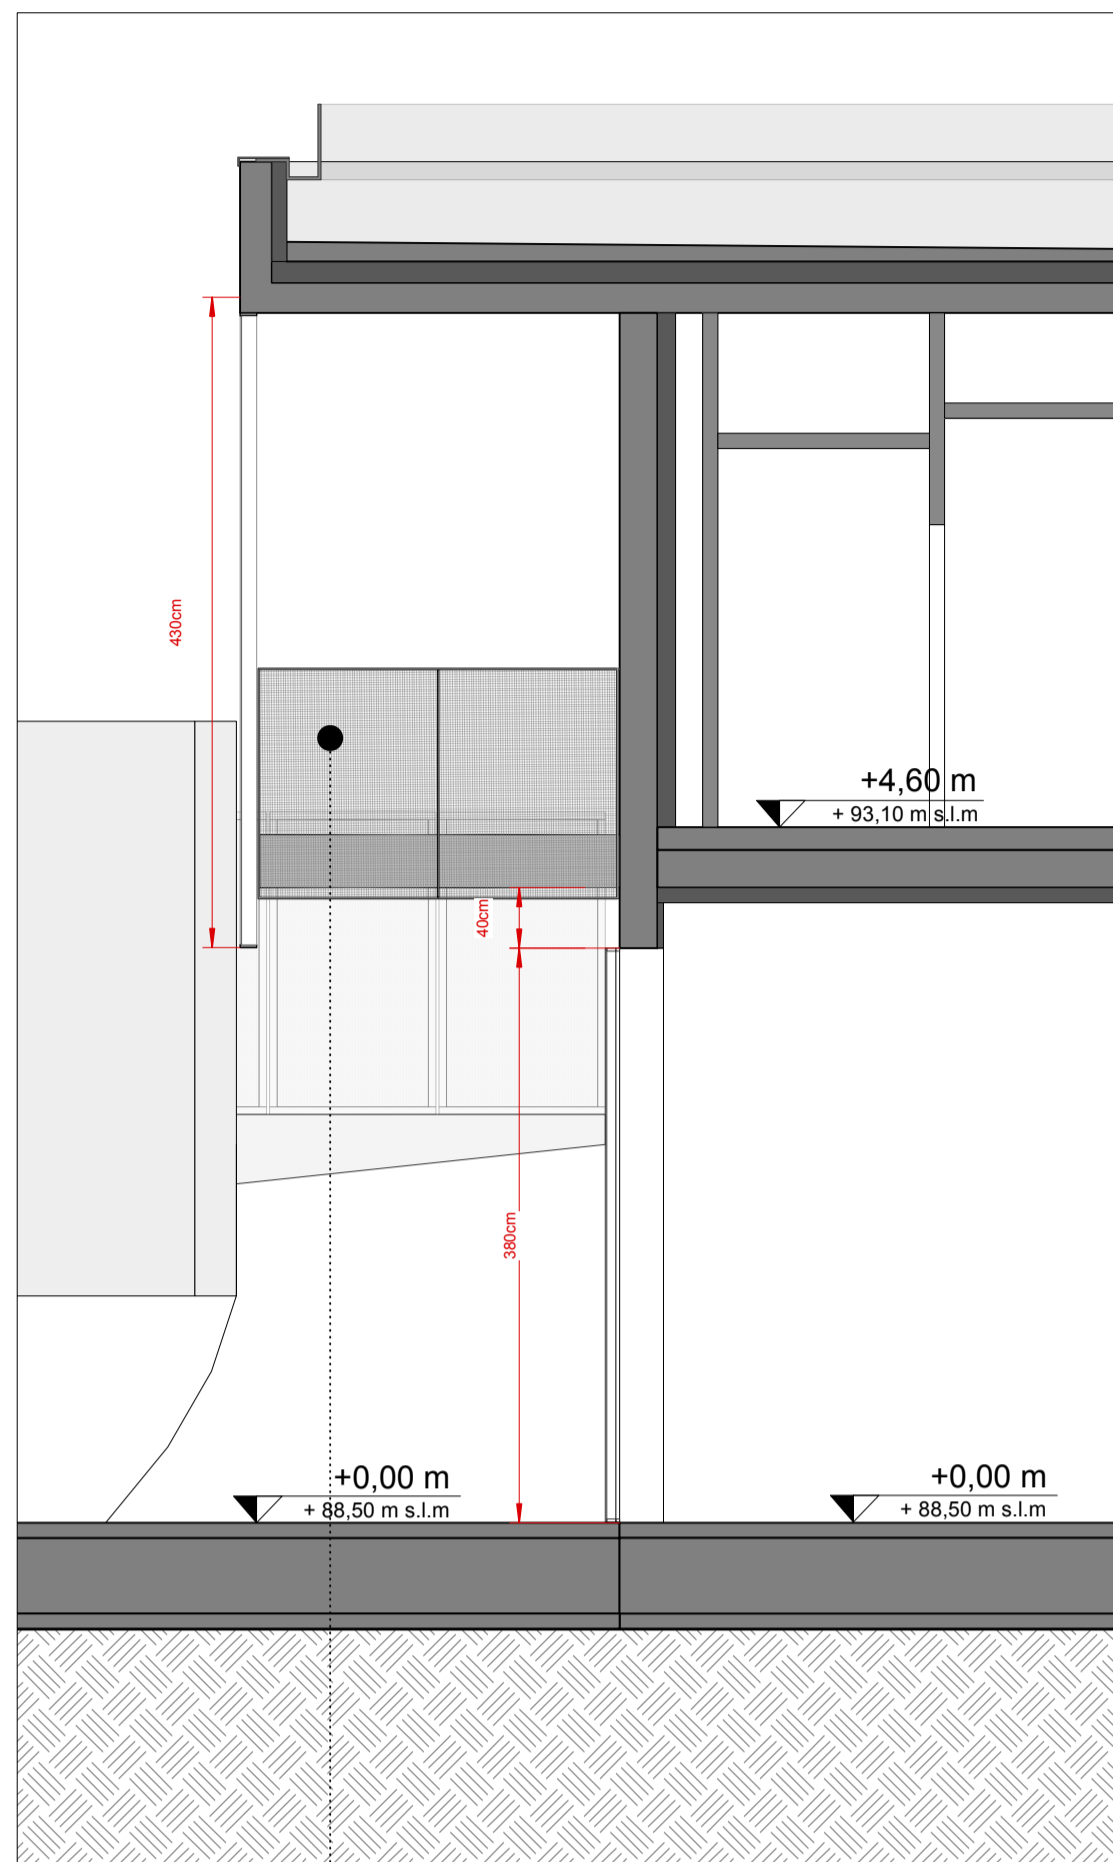 430cm
+4,60 m
+ 93,10 m s.l.m
40cm
380cm
+0,00 m
+ 88,50 m s.l.m
+0,00 m
+ 88,50 m s.l.m